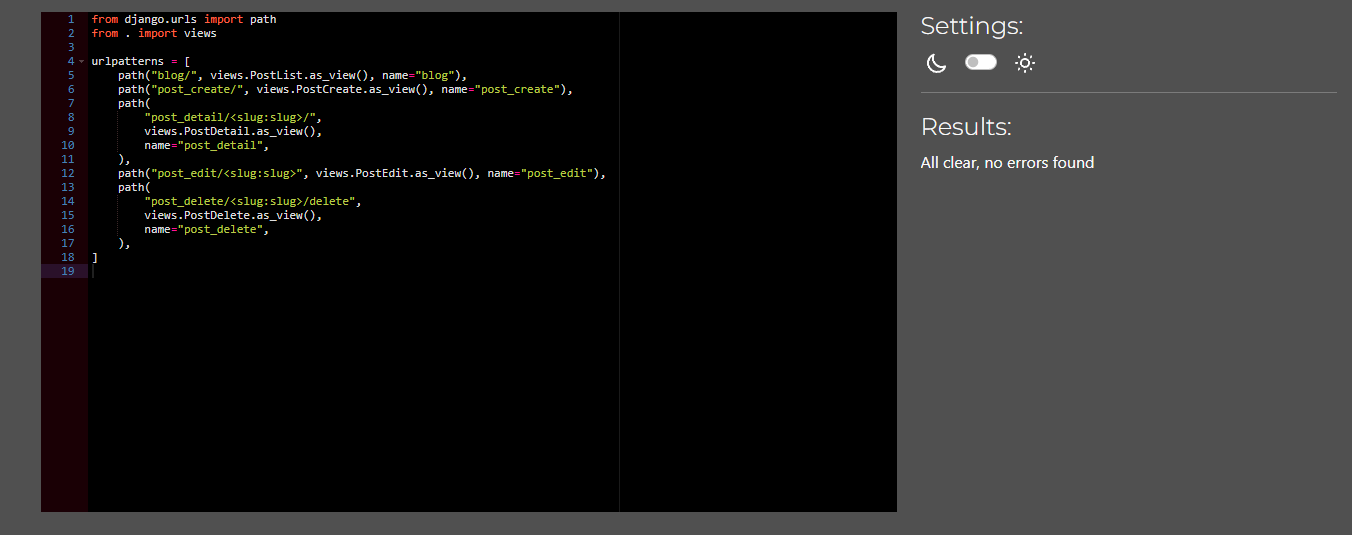 1 from django.urls import path
2 from . import views
3
4 urlpatterns = [
5     path("blog/", views.PostList.as_view(), name="blog"),
6     path("post_create/", views.PostCreate.as_view(), name="post_create"),
7     path(
8         "post_detail/<slug:slug>/",
9         views.PostDetail.as_view(),
10         name="post_detail",
11     ),
12     path("post_edit/<slug:slug>", views.PostEdit.as_view(), name="post_edit"),
13     path(
14         "post_delete/<slug:slug>/delete",
15         views.PostDelete.as_view(),
16         name="post_delete",
17     ),
18 ]
19
Settings:
Results:
All clear, no errors found